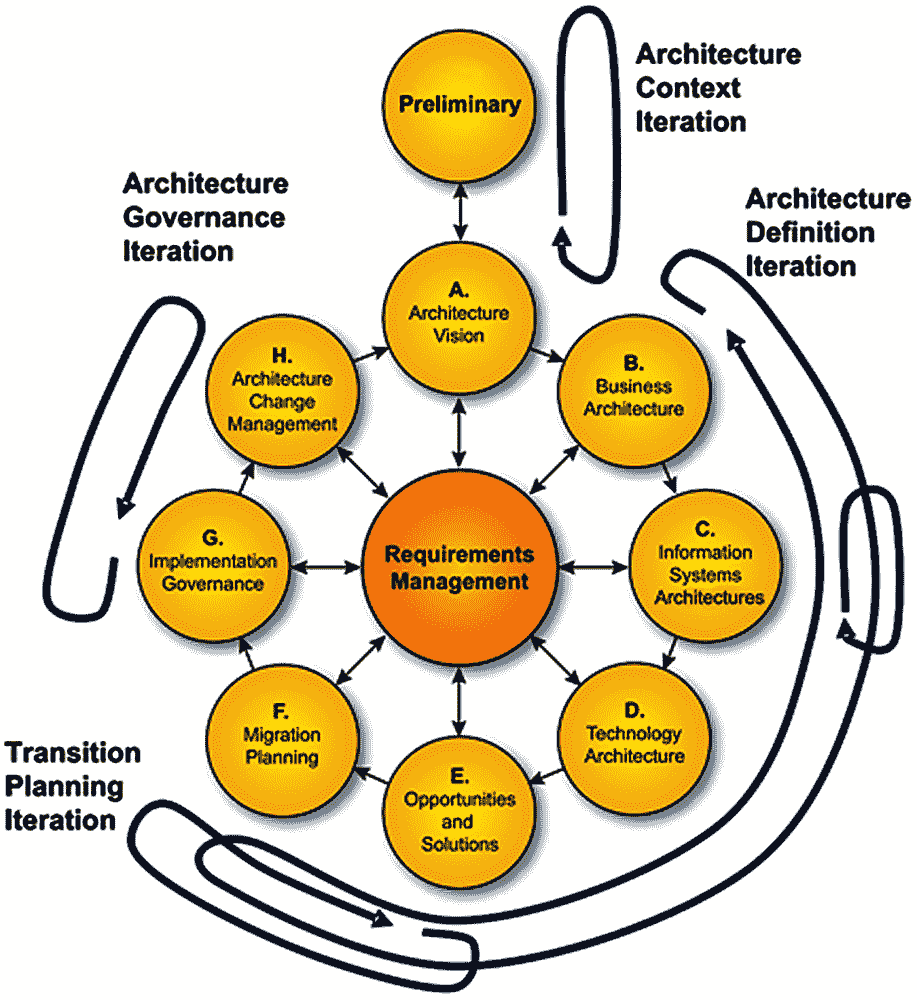 Preliminary
Architecture
Context
Iteration
Architecture
Governance
Iteration
Architecture
Definition
Iteration
A.
Architecture
Vision
H.
Architecture
Change
Management
B.
Business
Architecture
G.
Implementation
Governance
Requirements
Management
C.
Information
Systems
Architectures
F.
Migration
Planning
D.
Technology
Architecture
E.
Opportunities
and
Solutions
Transition
Planning
Iteration